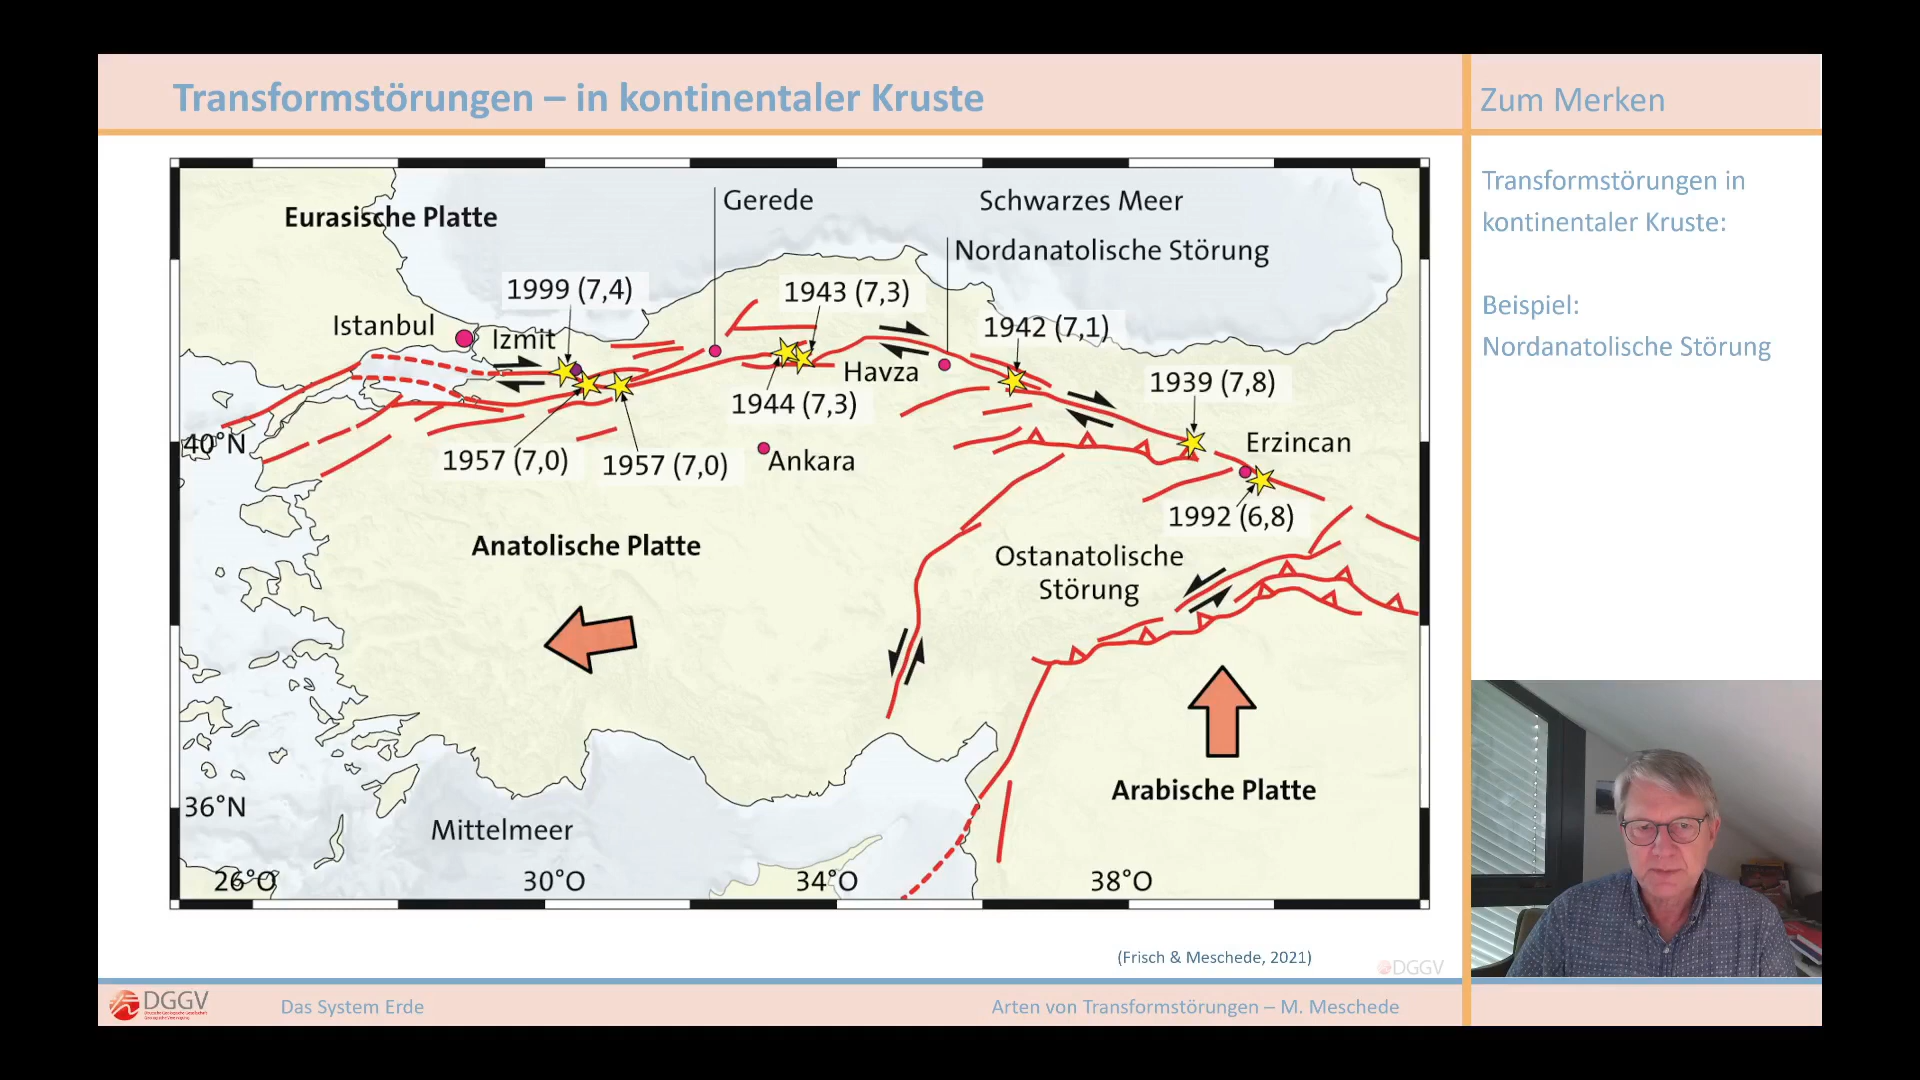 Transformstörungen – in kontinentaler Kruste
Zum Merken
Transformstörungen in
kontinentaler Kruste:
Beispiel:
Nordanatolische Störung
Gerede
Schwarzes Meer
Eurasische Platte
Nordanatolische Störung
1999 (7,4)
1943 (7,3)
Istanbul
Izmit
1942 (7,1)
Havza
1939 (7,8)
1944 (7,3)
40°N
Erzincan
1957 (7,0)
1957 (7,0)
Ankara
1992 (6,8)
Anatolische Platte
Ostanatolische
Störung
Arabische Platte
36°N
Mittelmeer
26°O
30°O
34°O
38°O
(Frisch & Meschede, 2021)
DGGV
DGGV
Das System Erde
Arten von Transformstörungen – M. Meschede